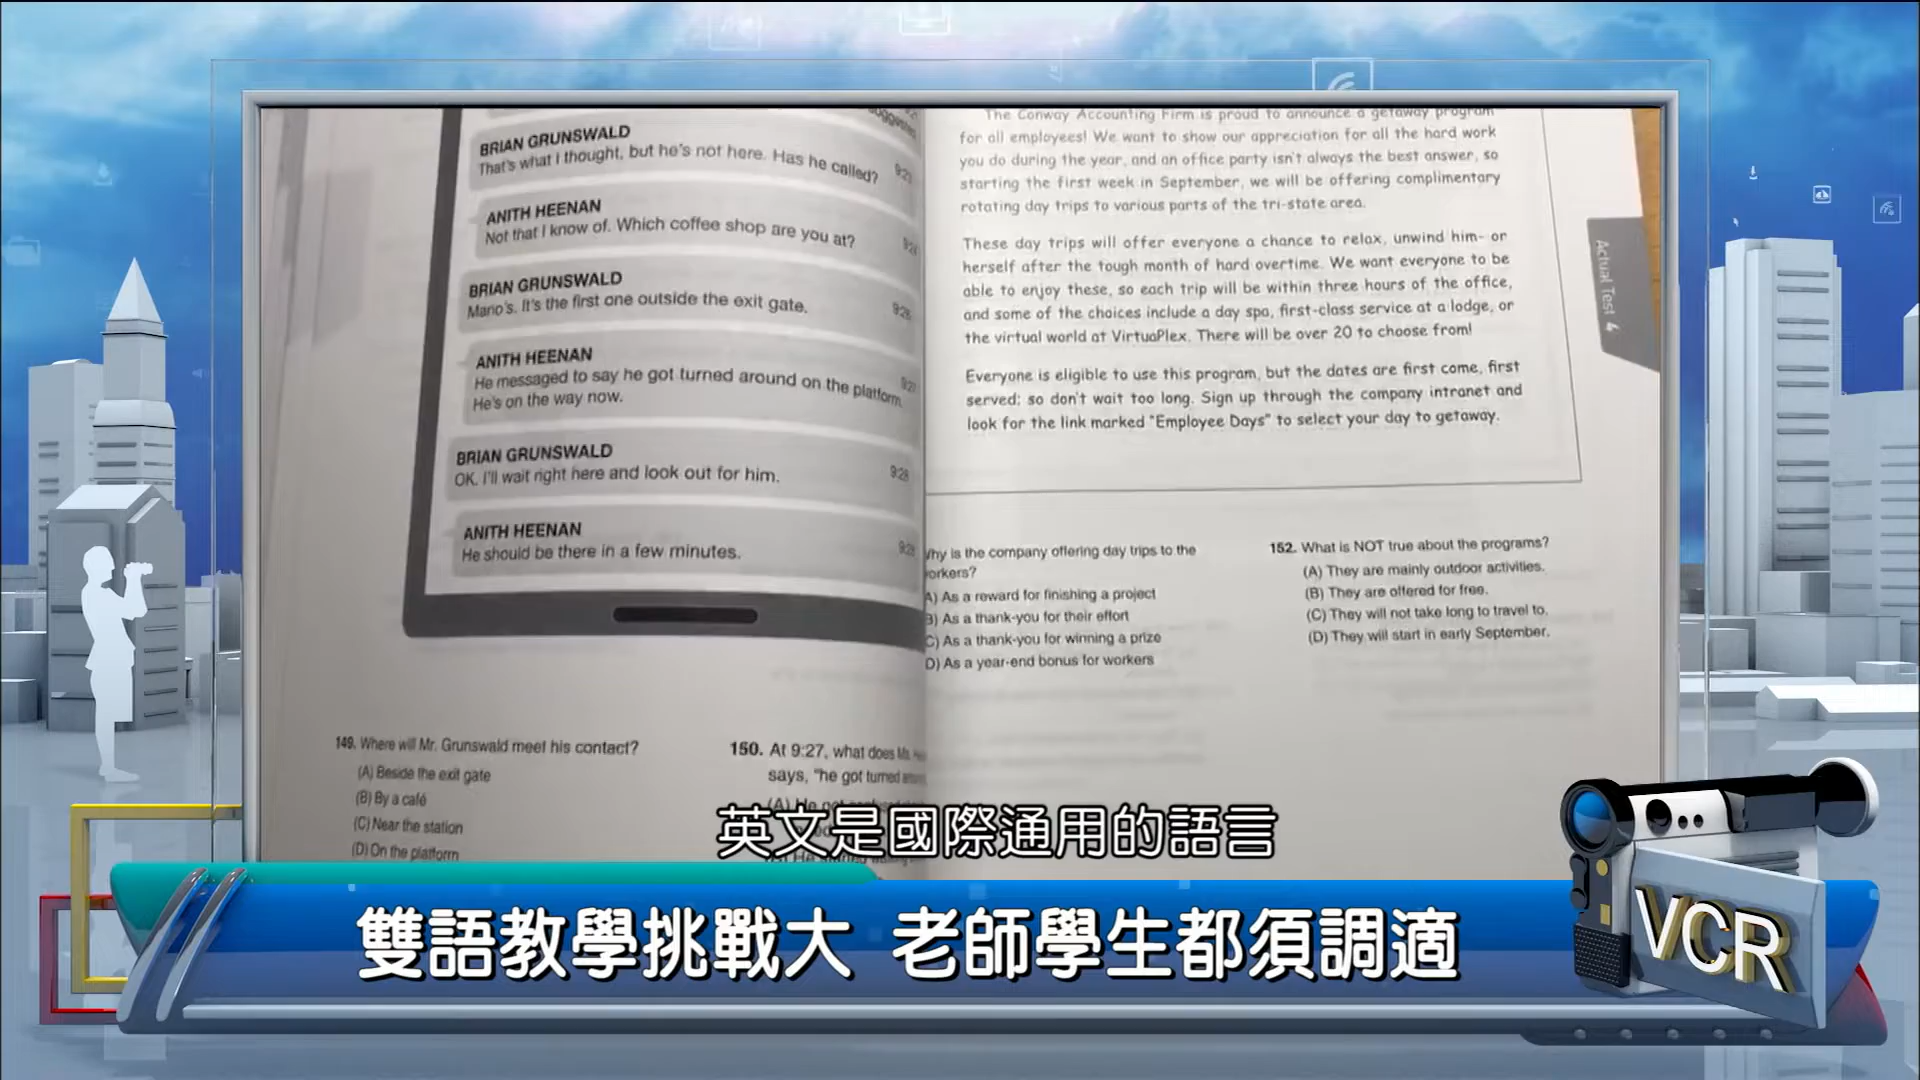 BRIAN GRUNSWALD
That's what I thought, but he's not here. Has he called?
ANITH HEENAN
Not that I know of. Which coffee shop are you at?
BRIAN GRUNSWALD
Mario's. It's the first one outside the exit gate.
9:26
ANITH HEENAN
He messaged to say he got turned around on the platform.
He's on the way now.
9:27
BRIAN GRUNSWALD
OK. I'll wait right here and look out for him.
9:28
ANITH HEENAN
He should be there in a few minutes.
149. Where will Mr. Grunswald meet his contact?
(A) Beside the exit gate
(B) By a café
(C) Near the station
(D) On the platform
150. At 9:27, what does Ms.
says, "he got turned
The Conway Accounting Firm is proud to announce a getaway program
for all employees! We want to show our appreciation for all the hard work
you do during the year, and an office party isn't always the best answer, so
starting the first week in September, we will be offering complimentary
rotating day trips to various parts of the tri-state area.
These day trips will offer everyone a chance to relax, unwind him- or
herself after the tough month of hard overtime. We want everyone to be
able to enjoy these, so each trip will be within three hours of the office,
and some of the choices include a day spa, first-class service at a lodge, or
the virtual world at VirtuaPlex. There will be over 20 to choose from!
Everyone is eligible to use this program, but the dates are first come, first
served; so don't wait too long. Sign up through the company intranet and
look for the link marked "Employee Days" to select your day to getaway.
Actual Test 4
hy is the company offering day trips to the
orkers?
A) As a reward for finishing a project
B) As a thank-you for their effort
C) As a thank-you for winning a prize
D) As a year-end bonus for workers
152. What is NOT true about the programs?
(A) They are mainly outdoor activities.
(B) They are offered for free.
(C) They will not take long to travel to.
(D) They will start in early September.
英文是國際通用的語言
雙語教學挑戰大 老師學生都須調適
VCR